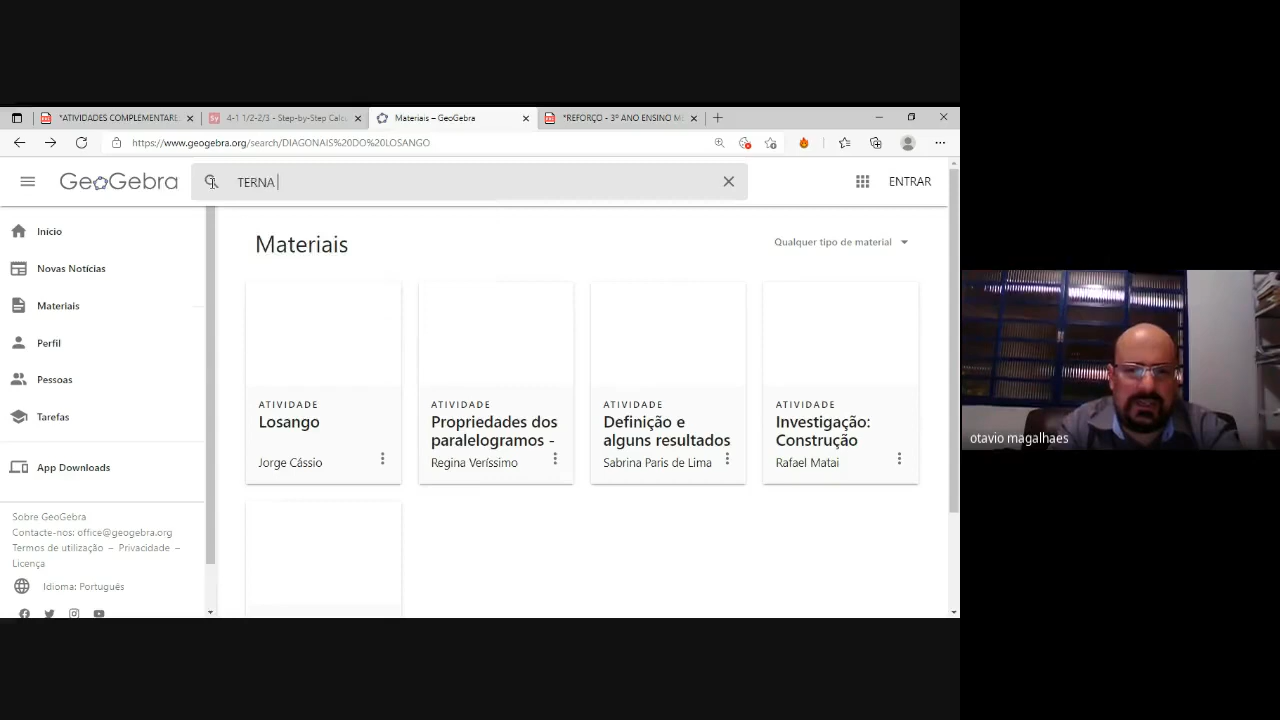 *ATIVIDADES COMPLEMENTARE
4-1 1/2-2/3 - Step-by-Step Calcu
Materiais – GeoGebra
*REFORÇO - 3º ANO ENSINO MÉ
https://www.geogebra.org/search/DIAGONAIS%20DO%20LOSANGO
GeoGebra
TERNA
ENTRAR
Início
Novas Notícias
Materiais
Perfil
Pessoas
Tarefas
App Downloads
Sobre GeoGebra
Contacte-nos: office@geogebra.org
Termos de utilização – Privacidade –
Licença
Idioma: Português
Materiais
Qualquer tipo de material
ATIVIDADE
Losango
Jorge Cássio
ATIVIDADE
Propriedades dos
paralelogramos -
Regina Veríssimo
ATIVIDADE
Definição e
alguns resultados
Sabrina Paris de Lima
ATIVIDADE
Investigação:
Construção
Rafael Matai
otavio magalhaes